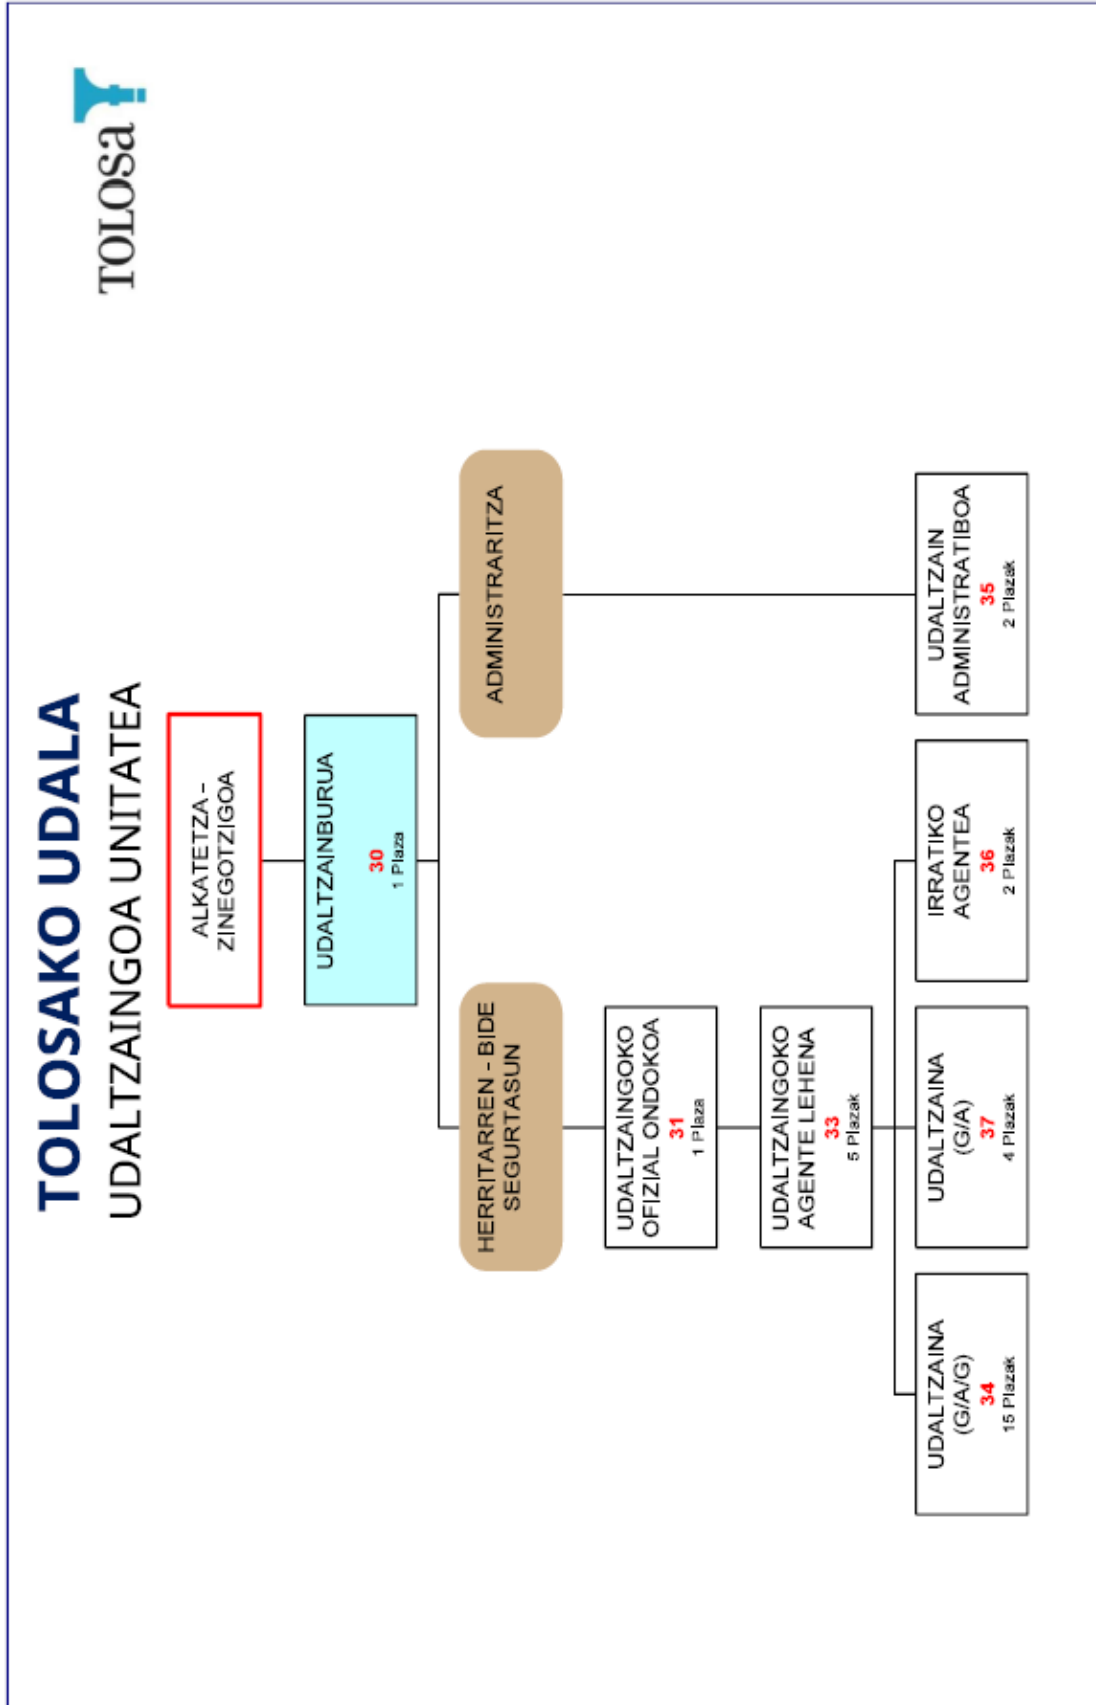 TOLOSAKO UDALA
UDALTZAINGOA UNITATEA
TOLOSa
ALKATETZA –
ZINEGOTZIGOA
UDALTZAINBURUA
30
1 Plaza
HERRITARREN - BIDE
SEGURTASUN
ADMINISTRARITZA
UDALTZAINGOKO
OFIZIAL ONDOKOA
31
1 Plaza
UDALTZAINGOKO
AGENTE LEHENA
33
5 Plazak
UDALTZAINA
(G/A/G)
34
15 Plazak
UDALTZAINA
(G/A)
37
4 Plazak
IRRATIKO
AGENTEA
36
2 Plazak
UDALTZAIN
ADMINISTRATIBOA
35
2 Plazak